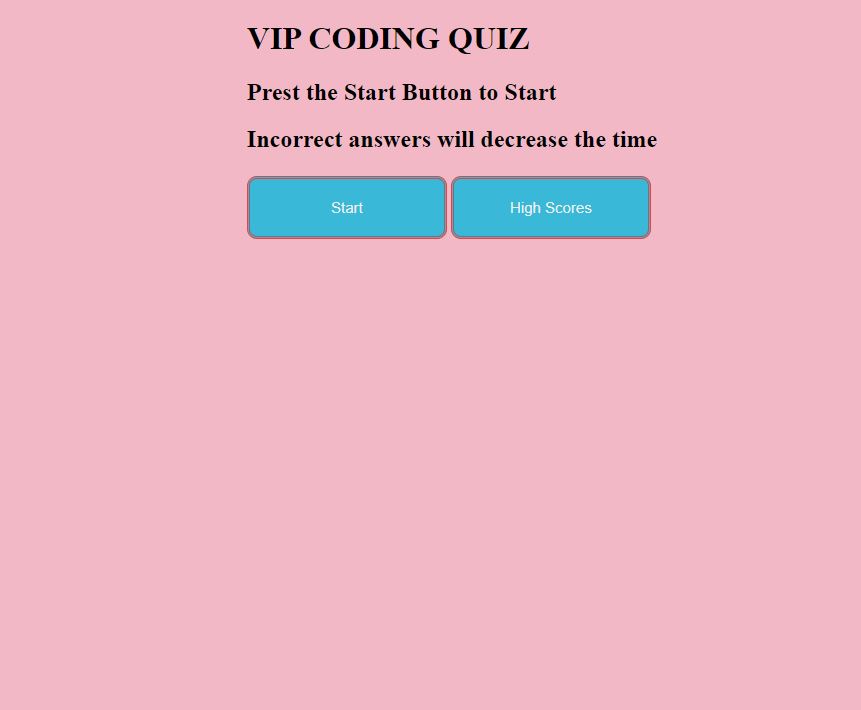 VIP CODING QUIZ
Prest the Start Button to Start
Incorrect answers will decrease the time
Start
High Scores